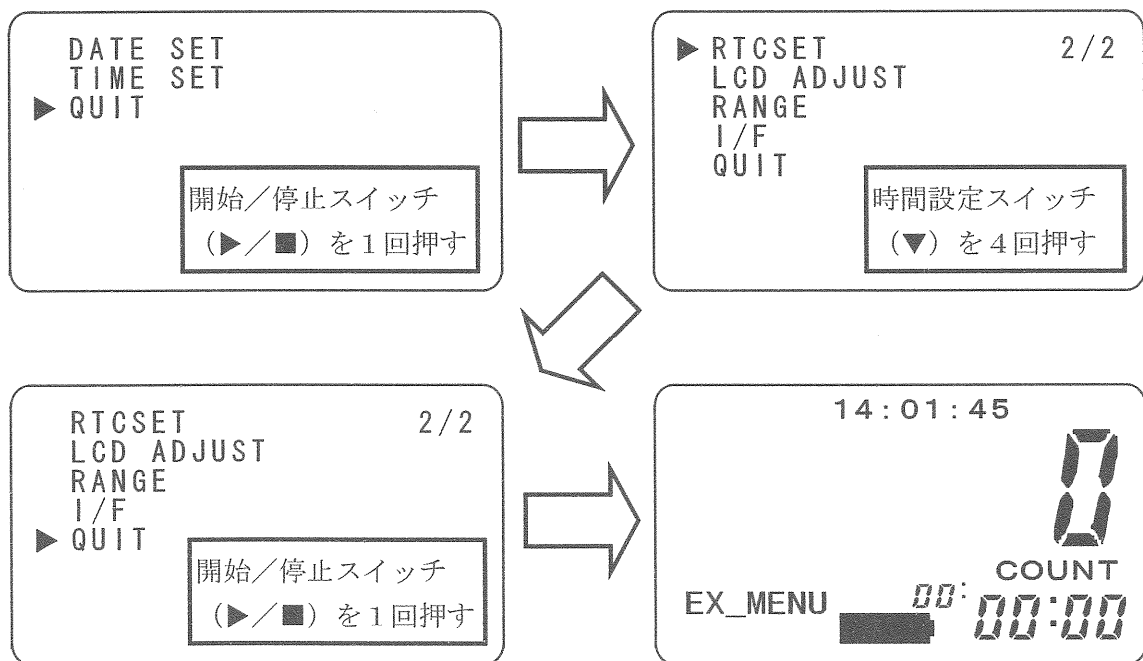 DATE SET
TIME SET
▶ QUIT
開始／停止スイッチ
（▶／■）を１回押す
▶ RTCSET 2/2
LCD ADJUST
RANGE
I/F
QUIT
時間設定スイッチ
（▼）を４回押す
RTCSET 2/2
LCD ADJUST
RANGE
I/F
▶ QUIT
開始／停止スイッチ
（▶／■）を１回押す
14:01:45
0
COUNT
EX_MENU 00:00:00